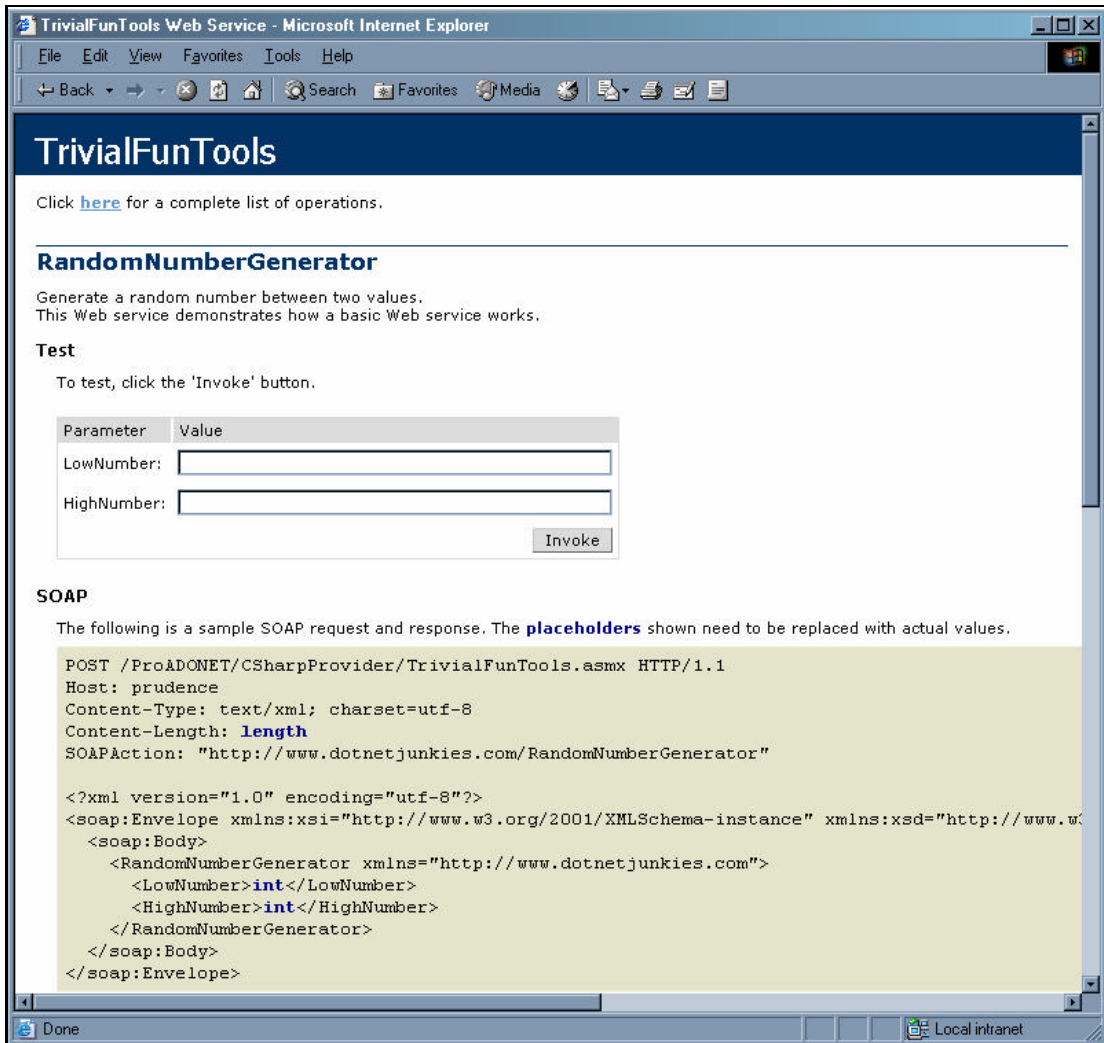 TrivialFunTools Web Service - Microsoft Internet Explorer
File Edit View Favorites Tools Help
Back Search Favorites Media
TrivialFunTools
Click here for a complete list of operations.
RandomNumberGenerator
Generate a random number between two values.
This Web service demonstrates how a basic Web service works.
Test
To test, click the 'Invoke' button.
Parameter Value
LowNumber:
HighNumber:
Invoke
SOAP
The following is a sample SOAP request and response. The placeholders shown need to be replaced with actual values.
POST /ProADONET/CSharpProvider/TrivialFunTools.asmx HTTP/1.1
Host: prudence
Content-Type: text/xml; charset=utf-8
Content-Length: length
SOAPAction: "http://www.dotnetjunkies.com/RandomNumberGenerator"
<?xml version="1.0" encoding="utf-8"?>
<soap:Envelope xmlns:xsi="http://www.w3.org/2001/XMLSchema-instance" xmlns:xsd="http://www.w3
<soap:Body>
<RandomNumberGenerator xmlns="http://www.dotnetjunkies.com">
<LowNumber>int</LowNumber>
<HighNumber>int</HighNumber>
</RandomNumberGenerator>
</soap:Body>
</soap:Envelope>
Done Local intranet